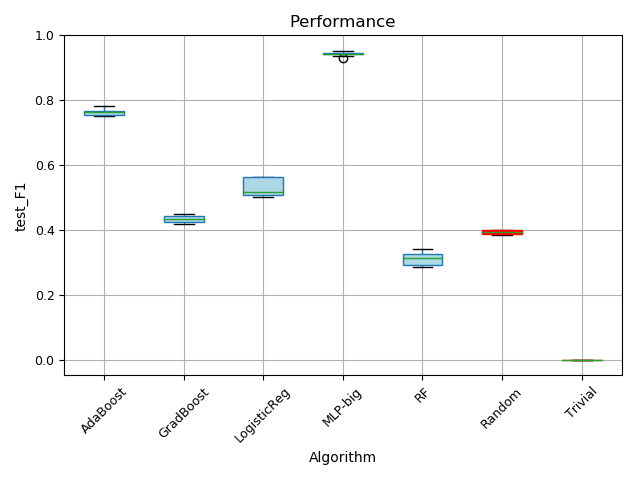 Performance
1.0
0.8
0.6
0.4
0.2
0.0
test_F1
AdaBoost
GradBoost
LogisticReg
MLP-big
RF
Random
Trivial
Algorithm